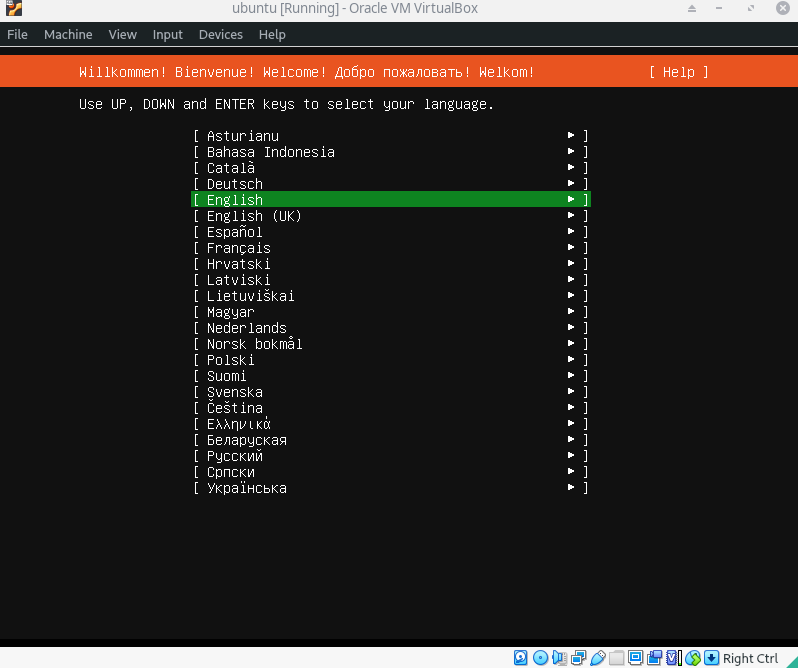 ubuntu [Running] - Oracle VM VirtualBox
File Machine View Input Devices Help
Willkommen! Bienvenue! Welcome! Добро пожаловать! Welkom! [ Help ]
Use UP, DOWN and ENTER keys to select your language.
[ Asturianu ▸ ]
[ Bahasa Indonesia ▸ ]
[ Català ▸ ]
[ Deutsch ▸ ]
[ English ▸ ]
[ English (UK) ▸ ]
[ Español ▸ ]
[ Français ▸ ]
[ Hrvatski ▸ ]
[ Latviski ▸ ]
[ Lietuviškai ▸ ]
[ Magyar ▸ ]
[ Nederlands ▸ ]
[ Norsk bokmål ▸ ]
[ Polski ▸ ]
[ Suomi ▸ ]
[ Svenska ▸ ]
[ Čeština ▸ ]
[ Ελληνικά ▸ ]
[ Беларуская ▸ ]
[ Русский ▸ ]
[ Српски ▸ ]
[ Українська ▸ ]
Right Ctrl